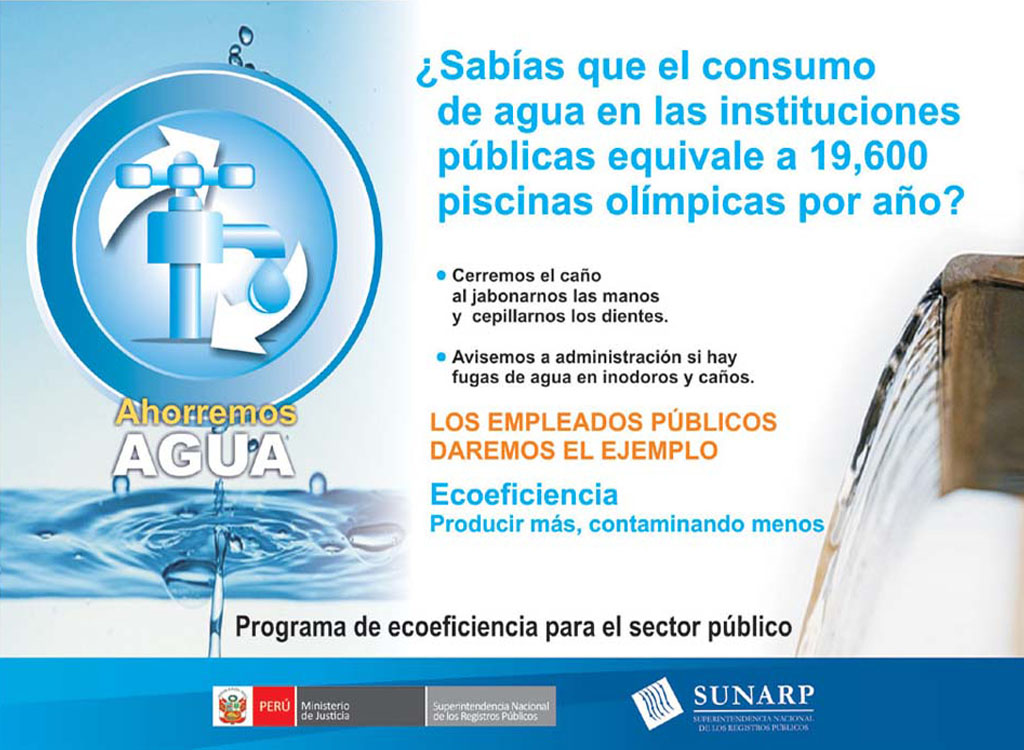 ¿Sabías que el consumo
de agua en las instituciones
públicas equivale a 19,600
piscinas olímpicas por año?
• Cerremos el caño
al jabonarnos las manos
y cepillarnos los dientes.
• Avisemos a administración si hay
fugas de agua en inodoros y caños.
Ahorremos
AGUA
LOS EMPLEADOS PÚBLICOS
DAREMOS EL EJEMPLO
Ecoeficiencia
Producir más, contaminando menos
Programa de ecoeficiencia para el sector público
PERÚ
Ministerio
de Justicia
Superintendencia Nacional
de los Registros Públicos
SUNARP
SUPERINTENDENCIA NACIONAL
DE LOS REGISTROS PÚBLICOS